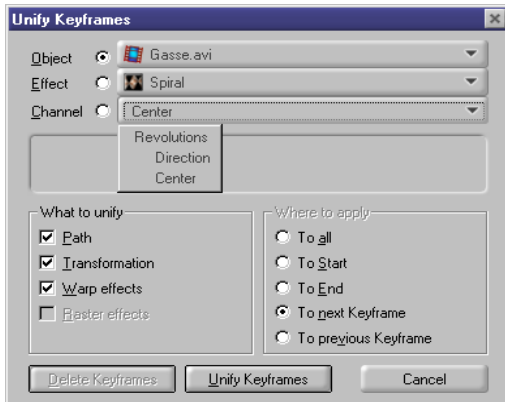 Unify Keyframes
Object Gasse.avi
Effect Spiral
Channel Center
Revolutions
Direction
Center
What to unify
Path
Transformation
Warp effects
Raster effects
Where to apply
To all
To Start
To End
To next Keyframe
To previous Keyframe
Delete Keyframes Unify Keyframes Cancel